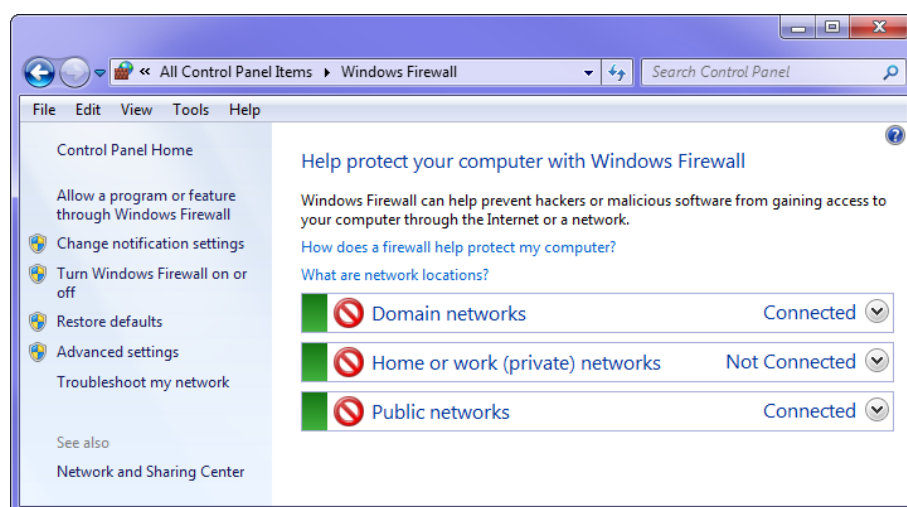 « All Control Panel Items ▸ Windows Firewall
Search Control Panel
File Edit View Tools Help
Control Panel Home
Allow a program or feature
through Windows Firewall
Change notification settings
Turn Windows Firewall on or
off
Restore defaults
Advanced settings
Troubleshoot my network
See also
Network and Sharing Center
Help protect your computer with Windows Firewall
Windows Firewall can help prevent hackers or malicious software from gaining access to
your computer through the Internet or a network.
How does a firewall help protect my computer?
What are network locations?
Domain networks Connected
Home or work (private) networks Not Connected
Public networks Connected